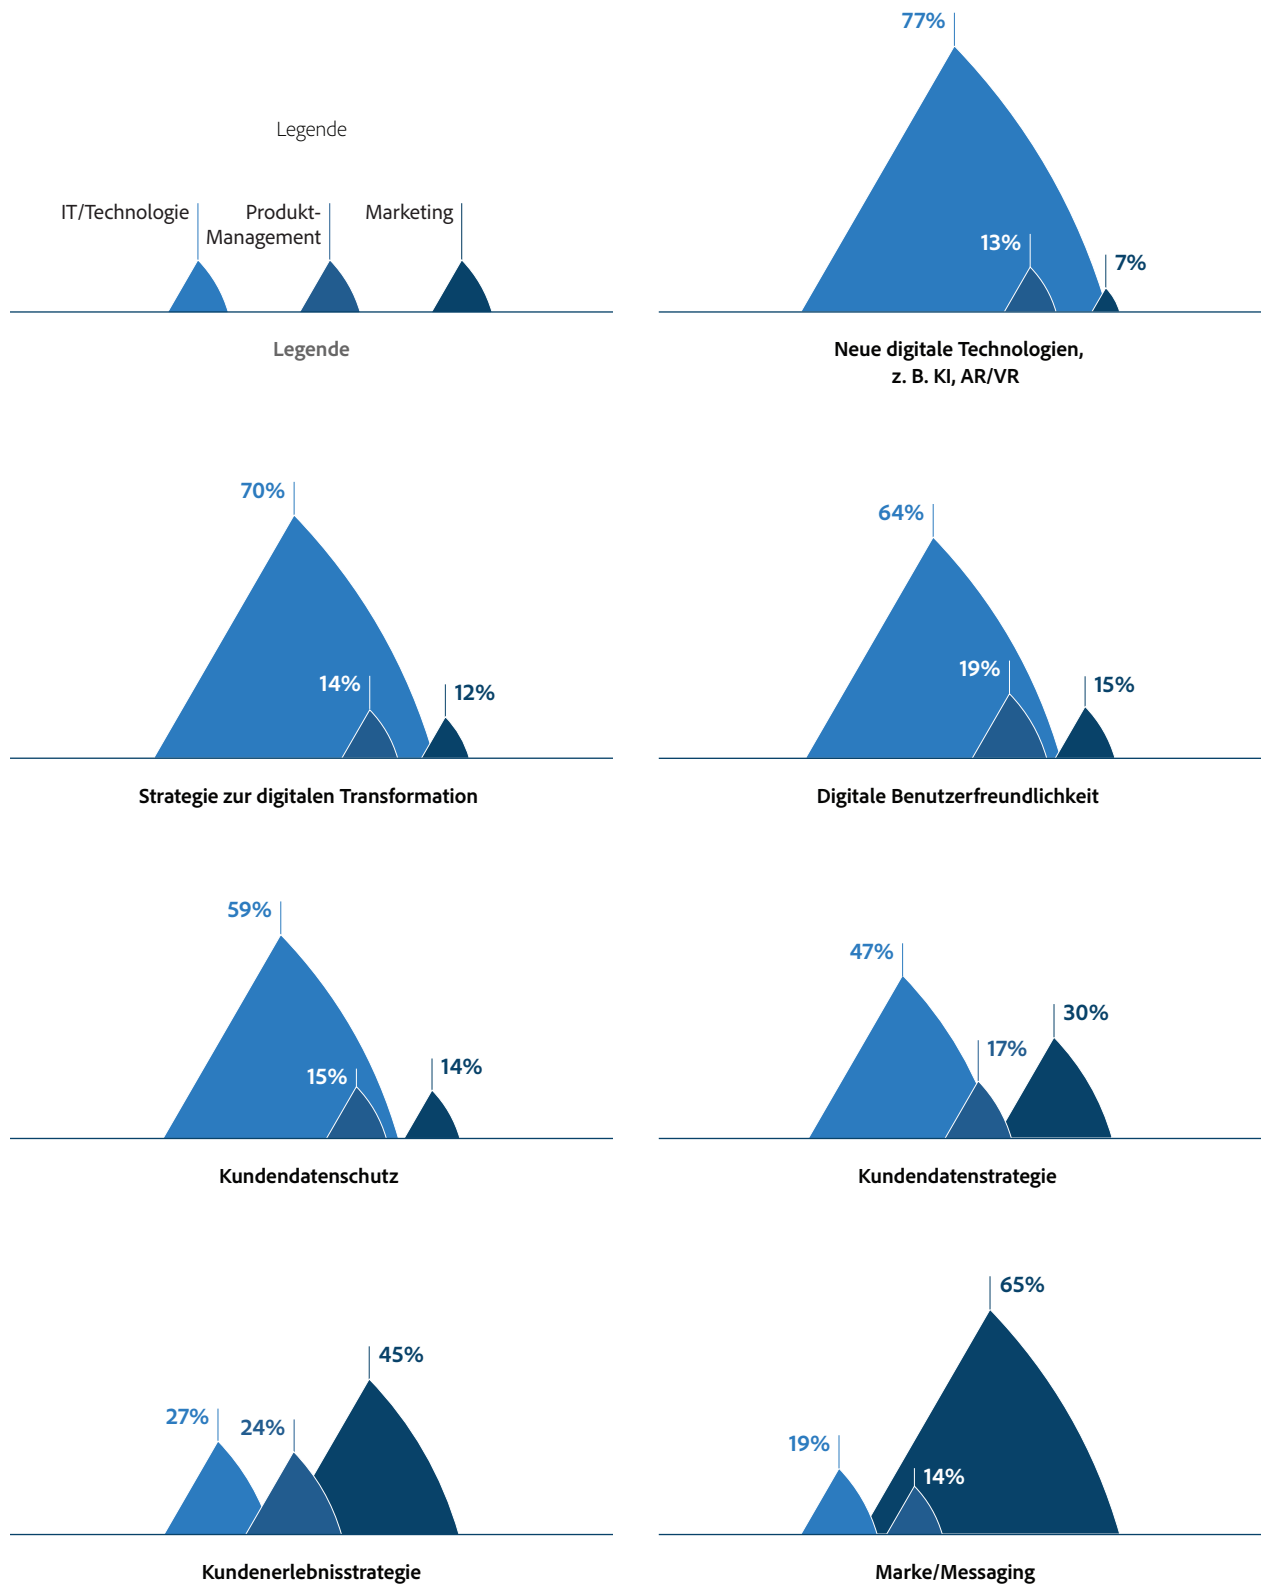 Legende
IT/Technologie
Produkt-
Management
Marketing
Legende
77%
13%
7%
Neue digitale Technologien,
z. B. KI, AR/VR
70%
14%
12%
Strategie zur digitalen Transformation
64%
19%
15%
Digitale Benutzerfreundlichkeit
59%
15%
14%
Kundendatenschutz
47%
17%
30%
Kundendatenstrategie
27%
24%
45%
Kundenerlebnisstrategie
19%
14%
65%
Marke/Messaging